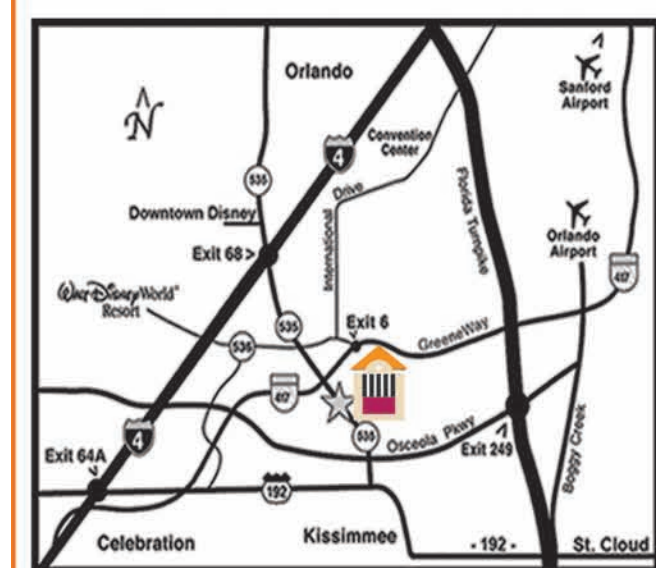 Orlando
N
Sanford
Airport
4
Convention
Center
535
Drive
Florida Turnpike
Downtown Disney
International
Orlando
Airport
Exit 68 >
417
Walt Disney World®
Resort
535
Exit 6
GreeneWay
536
417
4
535
Osceola Pkwy
Exit 249
Boggy Creek
Exit 64A
192
Celebration
Kissimmee
- 192 -
St. Cloud